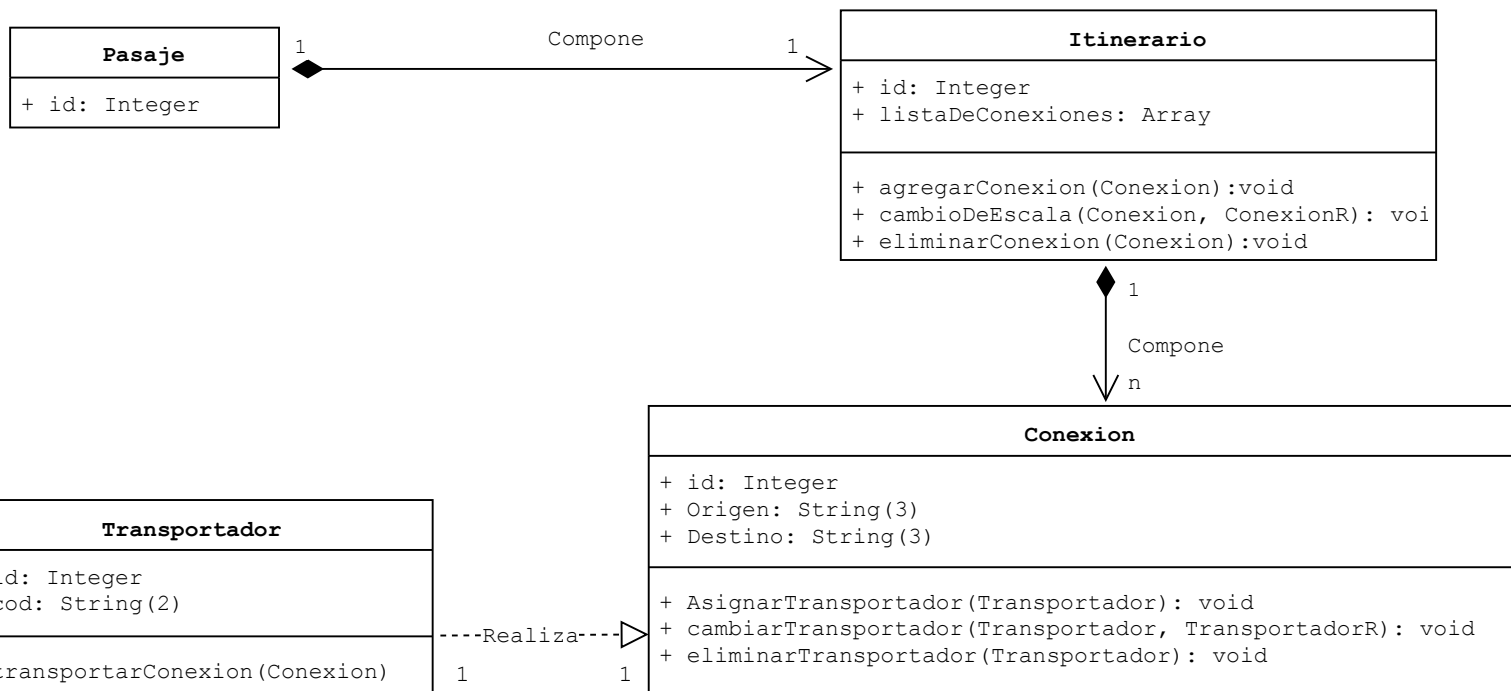 Pasaje
+ id: Integer
1
Compone
1
Itinerario
+ id: Integer
+ listaDeConexiones: Array
+ agregarConexion(Conexion):void
+ cambioDeEscala(Conexion, ConexionR): voi
+ eliminarConexion(Conexion):void
1
Compone
n
Conexion
+ id: Integer
+ Origen: String(3)
+ Destino: String(3)
+ AsignarTransportador(Transportador): void
+ cambiarTransportador(Transportador, TransportadorR): void
+ eliminarTransportador(Transportador): void
Transportador
id: Integer
cod: String(2)
transportarConexion(Conexion)
Realiza
1
1